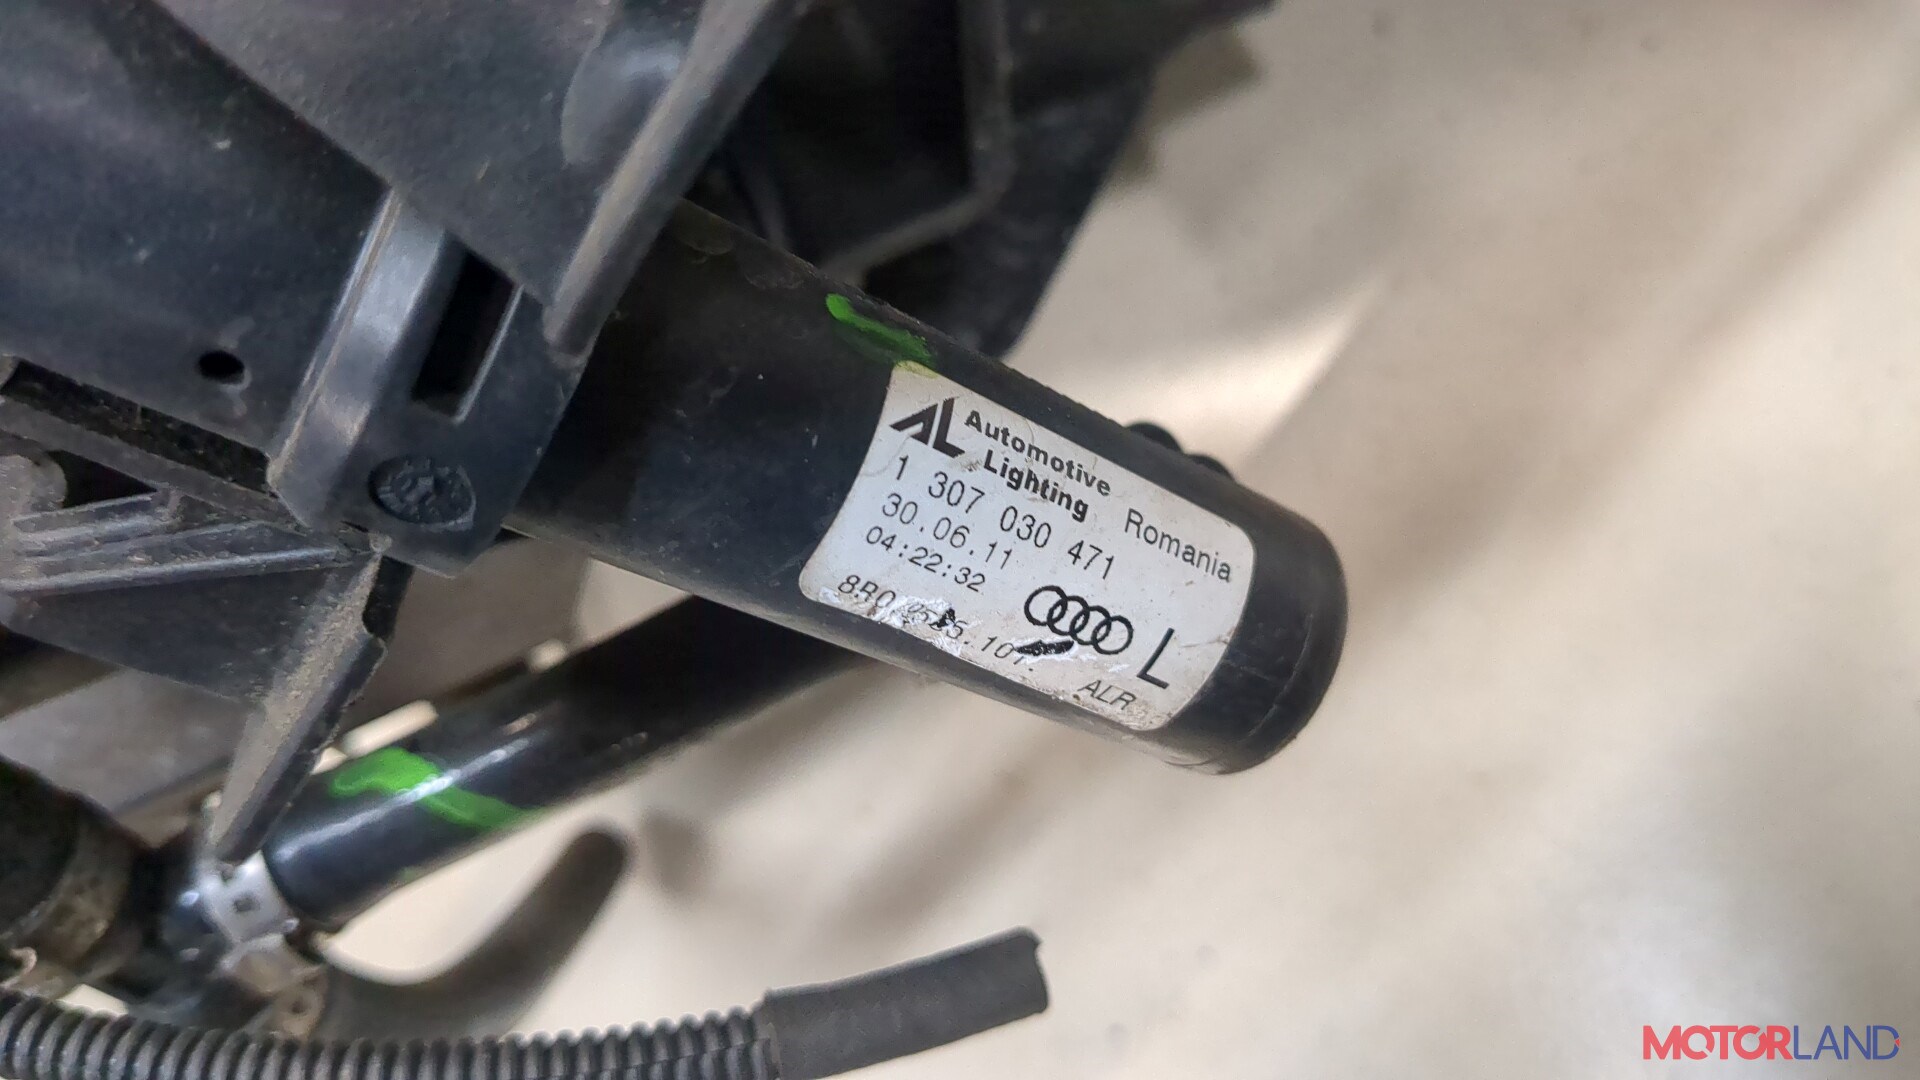 AL Automotive
Lighting Romania
1 307 030 471
30.06.11
04:22:32
L
ALR
MOTORLAND